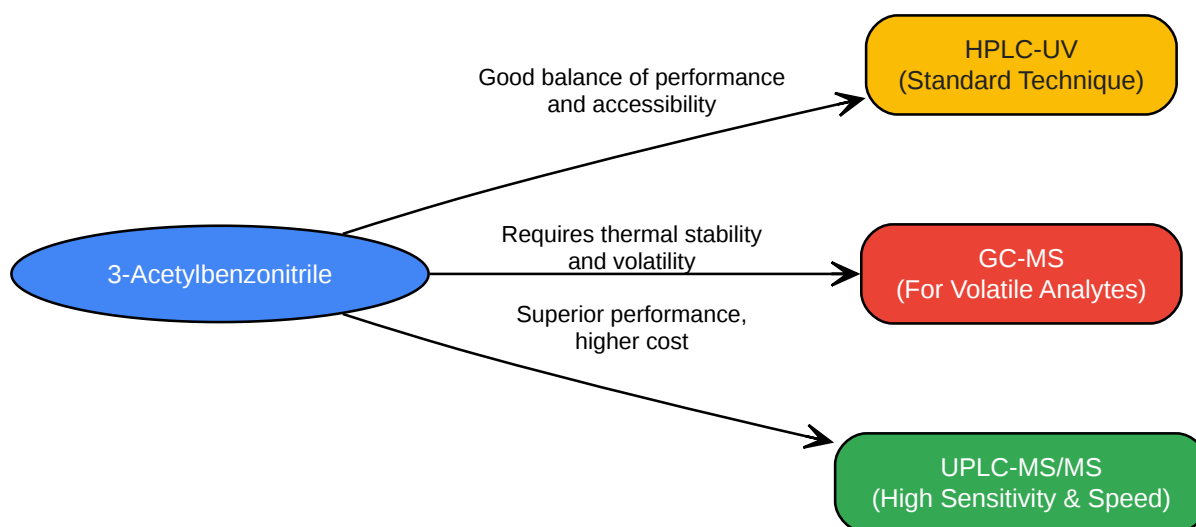 HPLC-UV
(Standard Technique)
Good balance of performance
and accessibility
3-Acetylbenzonitrile
Requires thermal stability
and volatility
GC-MS
(For Volatile Analytes)
Superior performance,
higher cost
UPLC-MS/MS
(High Sensitivity & Speed)